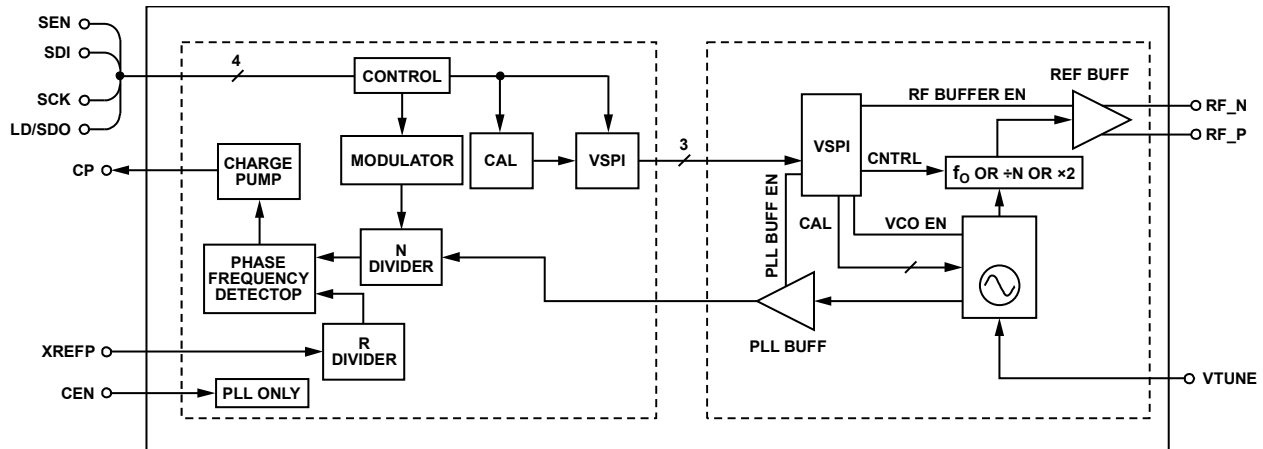 SEN
SDI
SCK
LD/SDO
CP
XREFP
CEN
4
CONTROL
MODULATOR
CAL
VSPI
CHARGE
PUMP
N
DIVIDER
PHASE
FREQUENCY
DETECTOP
R
DIVIDER
PLL ONLY
3
VSPI
RF BUFFER EN
REF BUFF
RF_N
RF_P
CNTRL
fO OR ÷N OR ×2
PLL BUFF EN
CAL
VCO EN
PLL BUFF
VTUNE